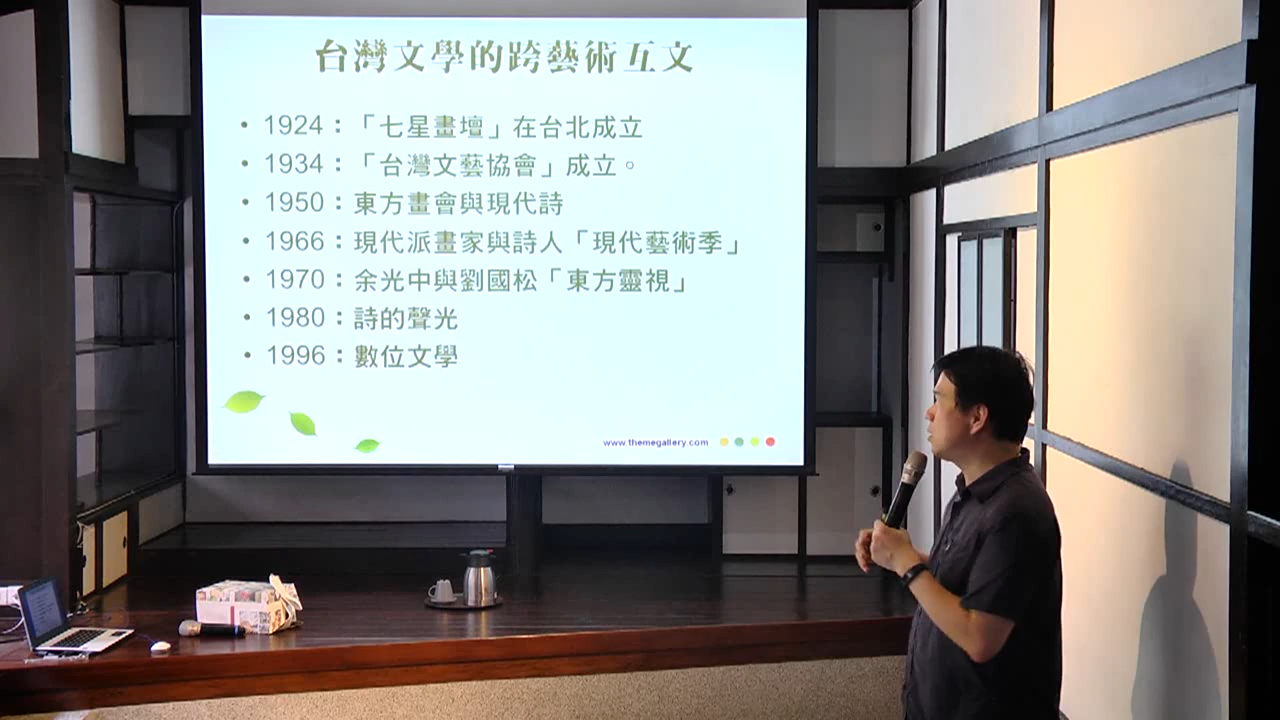 台灣文學的跨藝術互文
• 1924：「七星畫壇」在台北成立
• 1934：「台灣文藝協會」成立。
• 1950：東方畫會與現代詩
• 1966：現代派畫家與詩人「現代藝術季」
• 1970：余光中與劉國松「東方靈視」
• 1980：詩的聲光
• 1996：數位文學
www.themegallery.com